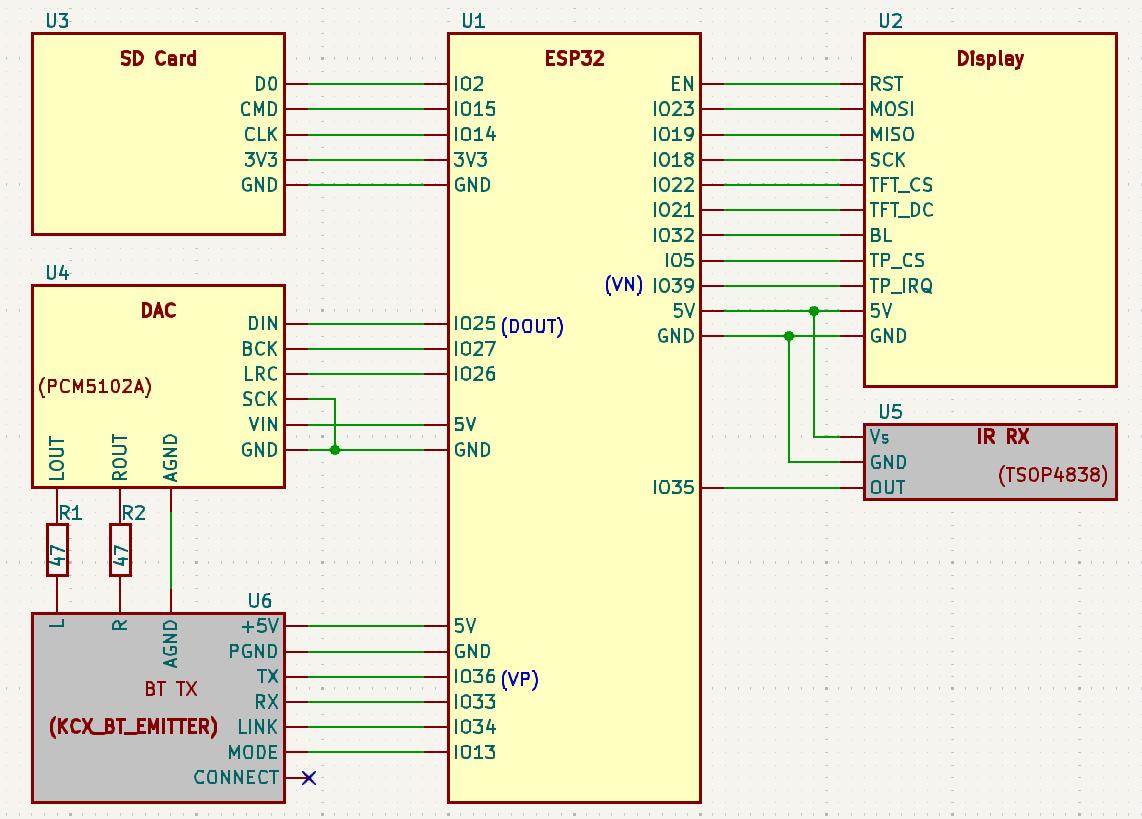 U3
SD Card
D0
CMD
CLK
3V3
GND
U4
DAC
(PCM5102A)
DIN
BCK
LRC
SCK
VIN
GND
LOUT
ROUT
AGND
R1
47
R2
47
U6
L
R
AGND
BT TX
(KCX_BT_EMITTER)
+5V
PGND
TX
RX
LINK
MODE
CONNECT
U1
ESP32
IO2
IO15
IO14
3V3
GND
IO25 (DOUT)
IO27
IO26
5V
GND
5V
GND
IO36 (VP)
IO33
IO34
IO13
EN
IO23
IO19
IO18
IO22
IO21
IO32
IO5
(VN) IO39
5V
GND
IO35
U2
Display
RST
MOSI
MISO
SCK
TFT_CS
TFT_DC
BL
TP_CS
TP_IRQ
5V
GND
U5
IR RX
(TSOP4838)
Vs
GND
OUT